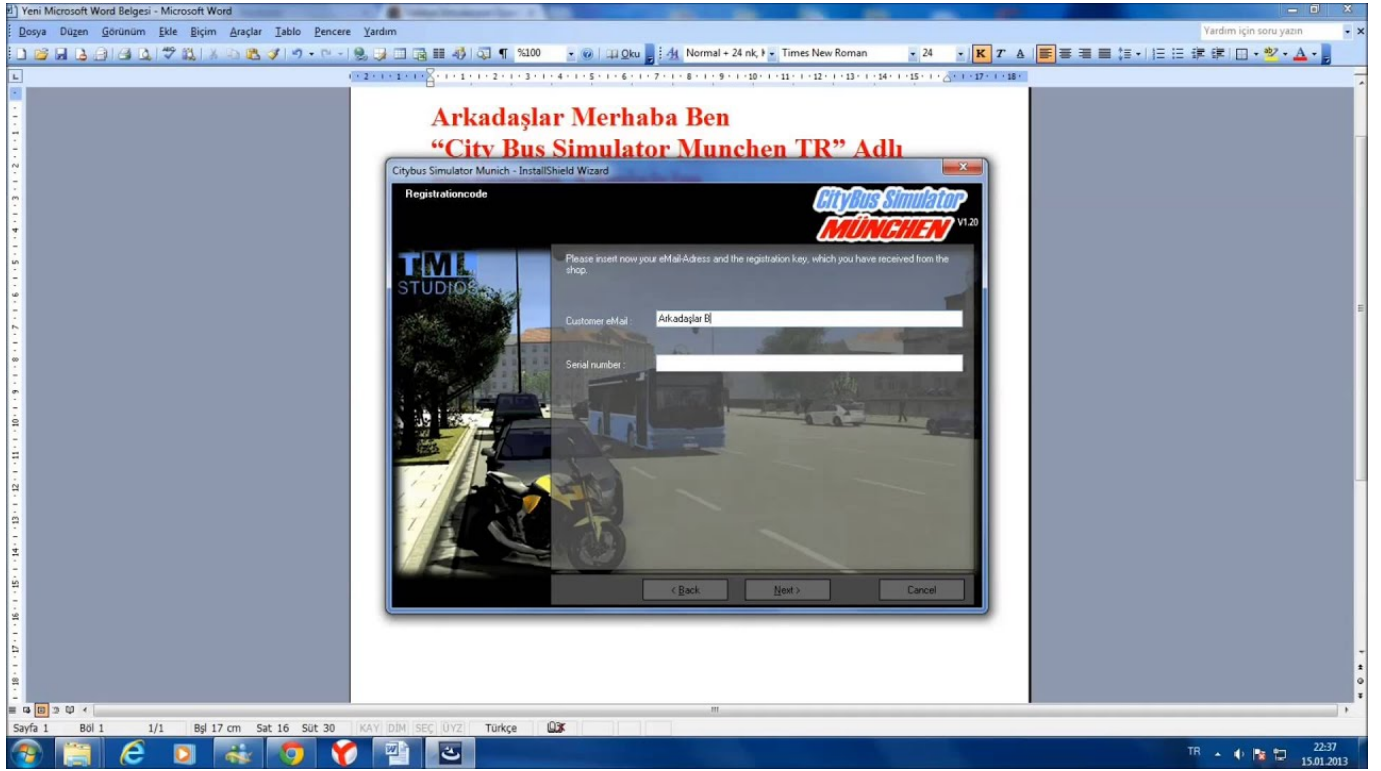 Yeni Microsoft Word Belgesi - Microsoft Word
Dosya Düzen Görünüm Ekle Biçim Araçlar Tablo Pencere Yardım
Yardım için soru yazın
%100
Oku
Normal + 24 nk,
Times New Roman
24
K T A
Arkadaşlar Merhaba Ben
“City Bus Simulator Munchen TR” Adlı
Citybus Simulator Munich - InstallShield Wizard
Registrationcode
CityBus Simulator
MÜNCHEN V1.20
TML
STUDIOS
Please insert now your eMail-Adress and the registration key, which you have received from the
shop.
Customer eMail :
Arkadaşlar B
Serial number :
< Back
Next >
Cancel
Sayfa 1 Böl 1 1/1 Bşl 17 cm Sat 16 Süt 30 KAY DİM SEÇ ÜYZ Türkçe
TR
22:37
15.01.2013